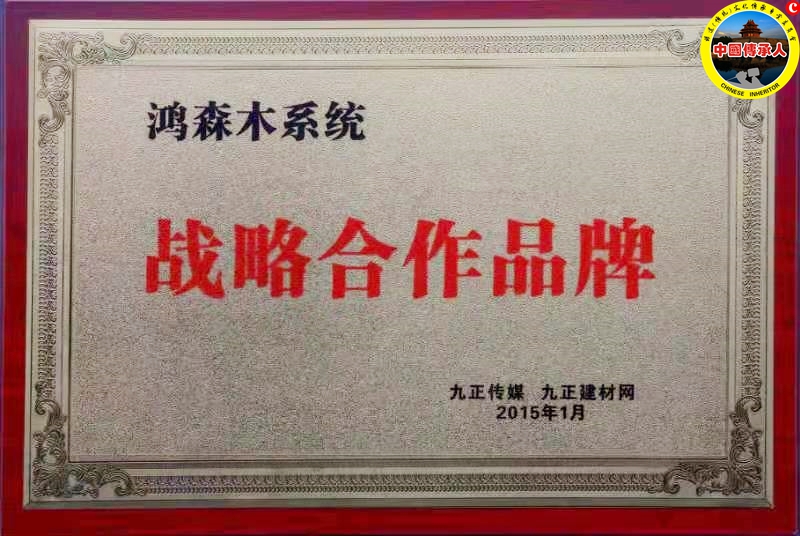 鸿森木系统
战略合作品牌
九正传媒 九正建材网
2015年1月
中國傳承人
CHINESE INHERITOR
C